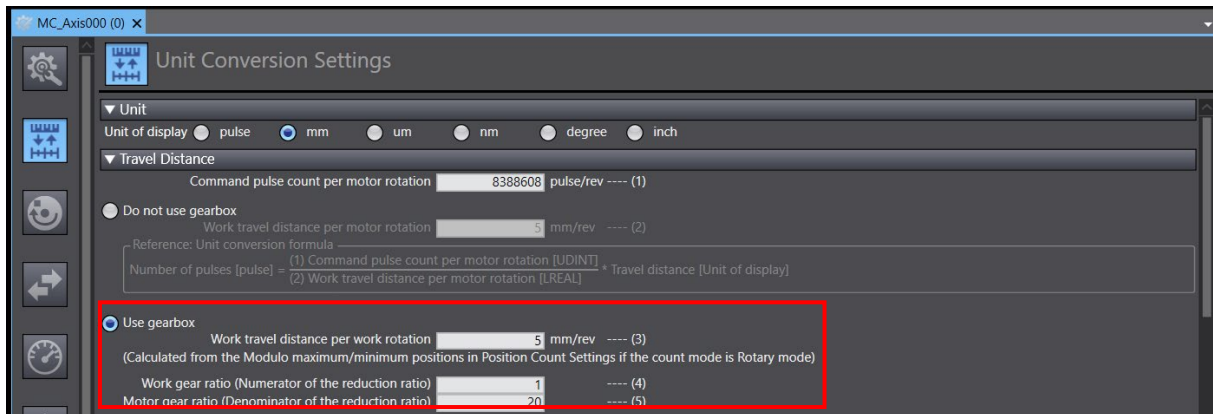 MC_Axis000 (0) ×
Unit Conversion Settings
▼ Unit
Unit of display pulse mm um nm degree inch
▼ Travel Distance
Command pulse count per motor rotation 8388608 pulse/rev ---- (1)
Do not use gearbox
Work travel distance per motor rotation 5 mm/rev ---- (2)
Reference: Unit conversion formula
Number of pulses [pulse] = (1) Command pulse count per motor rotation [UDINT] * Travel distance [Unit of display]
(2) Work travel distance per motor rotation [LREAL]
Use gearbox
Work travel distance per work rotation 5 mm/rev ---- (3)
(Calculated from the Modulo maximum/minimum positions in Position Count Settings if the count mode is Rotary mode)
Work gear ratio (Numerator of the reduction ratio) 1 ---- (4)
Motor gear ratio (Denominator of the reduction ratio) 20 ---- (5)